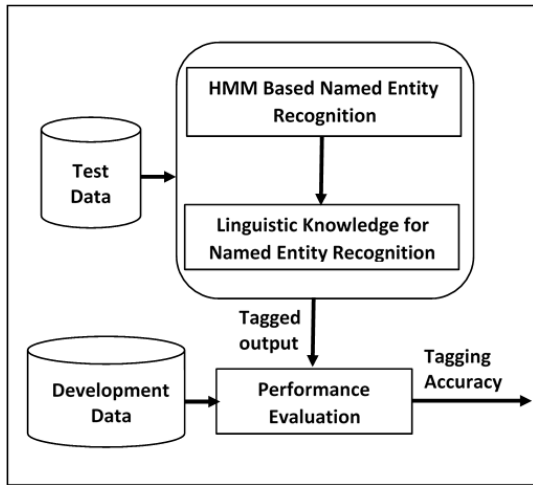 HMM Based Named Entity
Recognition
Test
Data
Linguistic Knowledge for
Named Entity Recognition
Tagged
output
Tagging
Accuracy
Development
Data
Performance
Evaluation